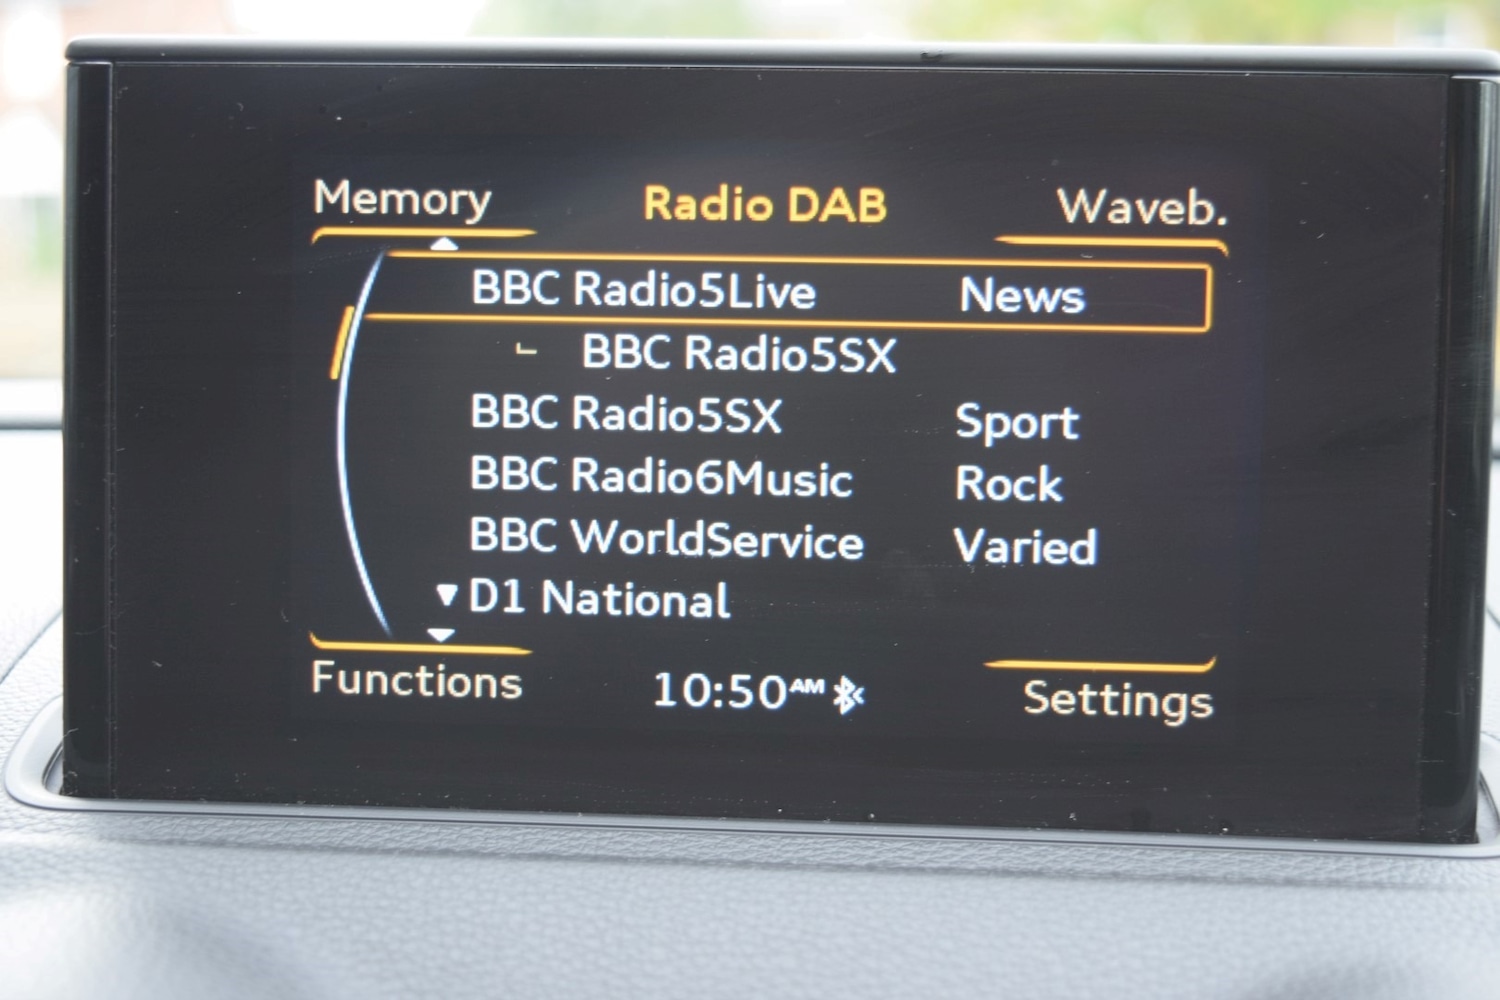 Memory Radio DAB Waveb.
BBC Radio5Live News
BBC Radio5SX
BBC Radio5SX Sport
BBC Radio6Music Rock
BBC WorldService Varied
D1 National
Functions 10:50AM Settings